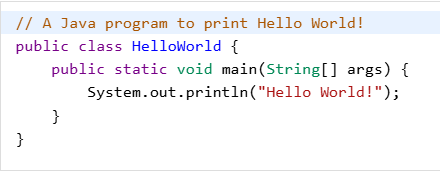 // A Java program to print Hello World!
public class HelloWorld {
    public static void main(String[] args) {
        System.out.println("Hello World!");
    }
}